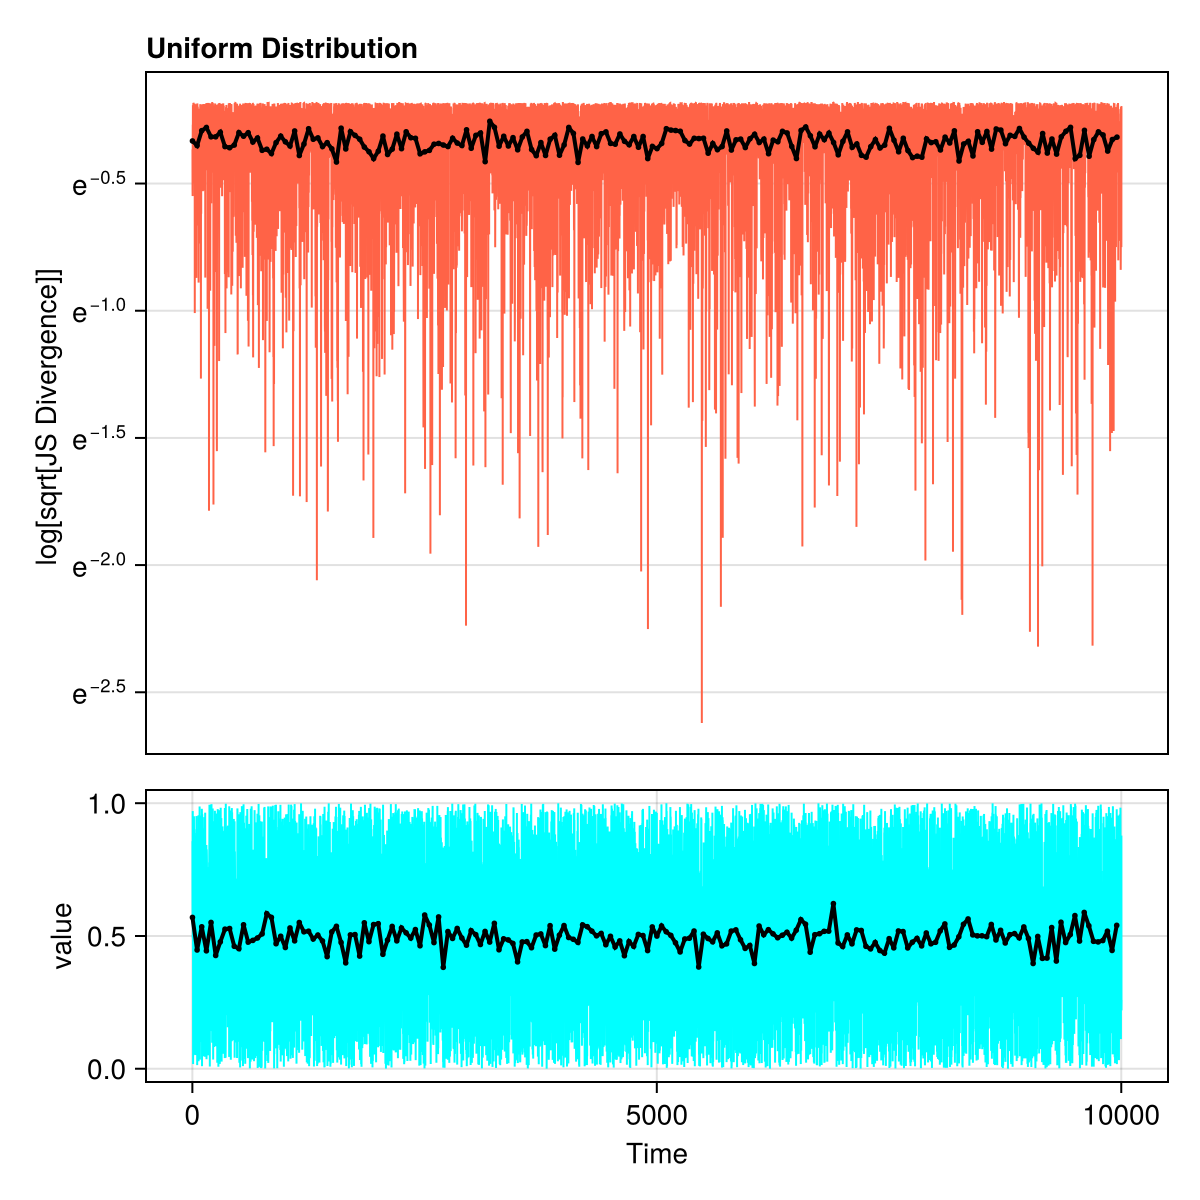 Uniform Distribution
log[sqrt[JS Divergence]]
e^-0.5
e^-1.0
e^-1.5
e^-2.0
e^-2.5
value
1.0
0.5
0.0
0 5000 10000
Time